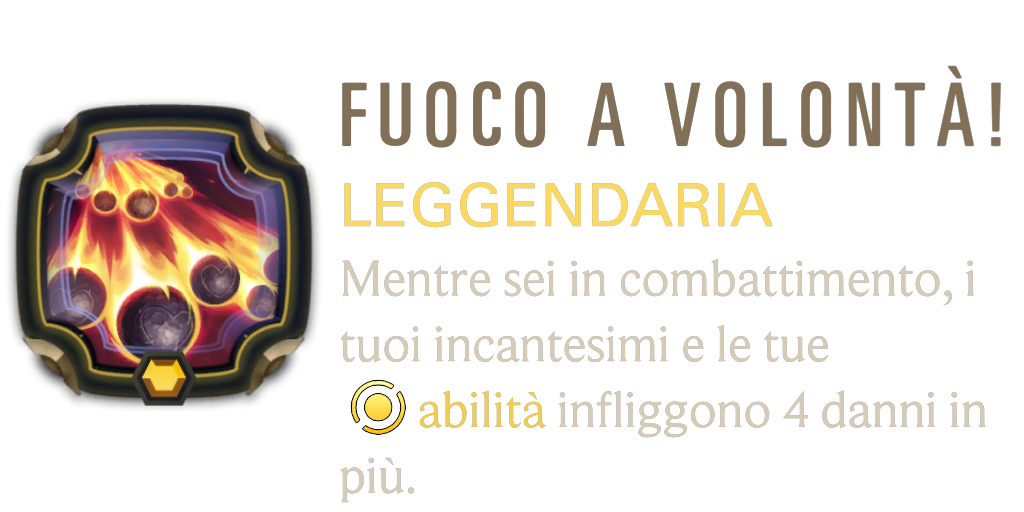 FUOCO A VOLONTÀ!
LEGGENDARIA
Mentre sei in combattimento, i
tuoi incantesimi e le tue
abilità infliggono 4 danni in
più.